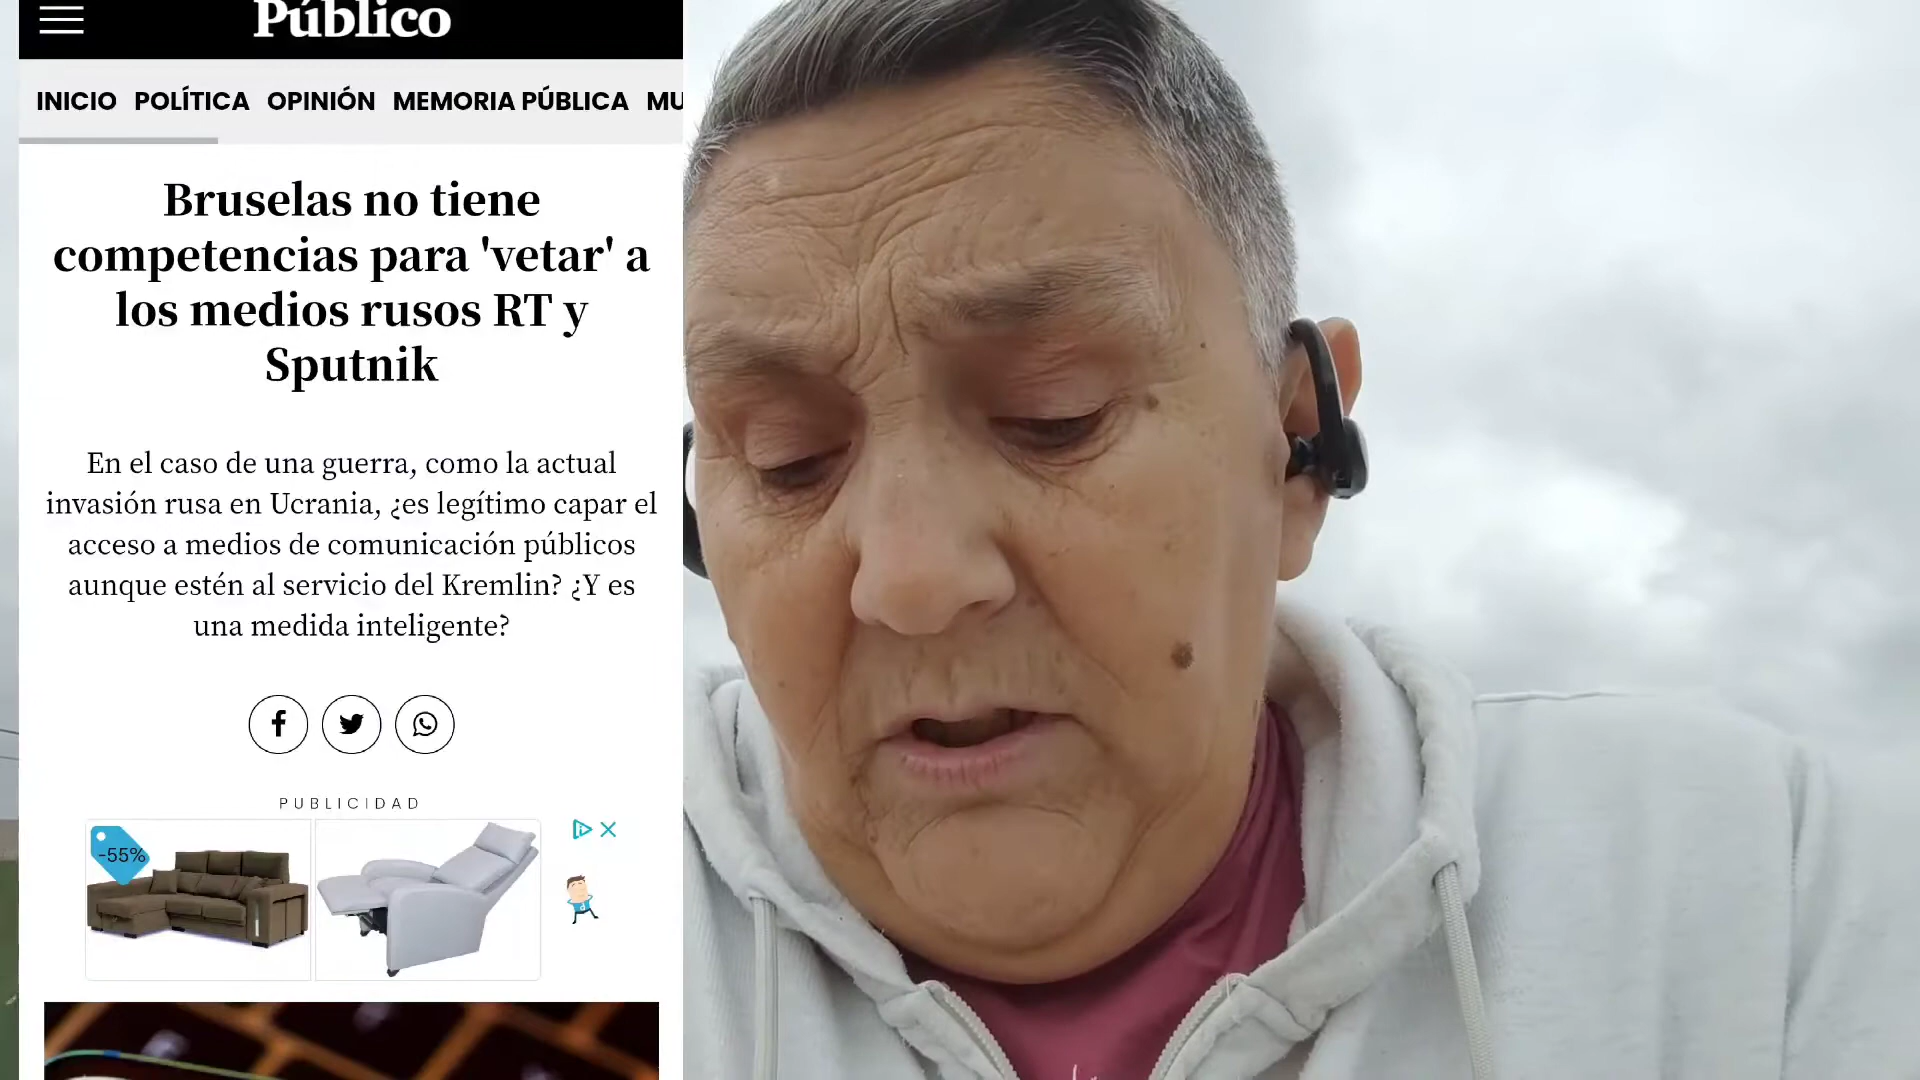 Público
INICIO POLÍTICA OPINIÓN MEMORIA PÚBLICA MU
Bruselas no tiene
competencias para 'vetar' a
los medios rusos RT y
Sputnik
En el caso de una guerra, como la actual
invasión rusa en Ucrania, ¿es legítimo capar el
acceso a medios de comunicación públicos
aunque estén al servicio del Kremlin? ¿Y es
una medida inteligente?
PUBLICIDAD
-55%